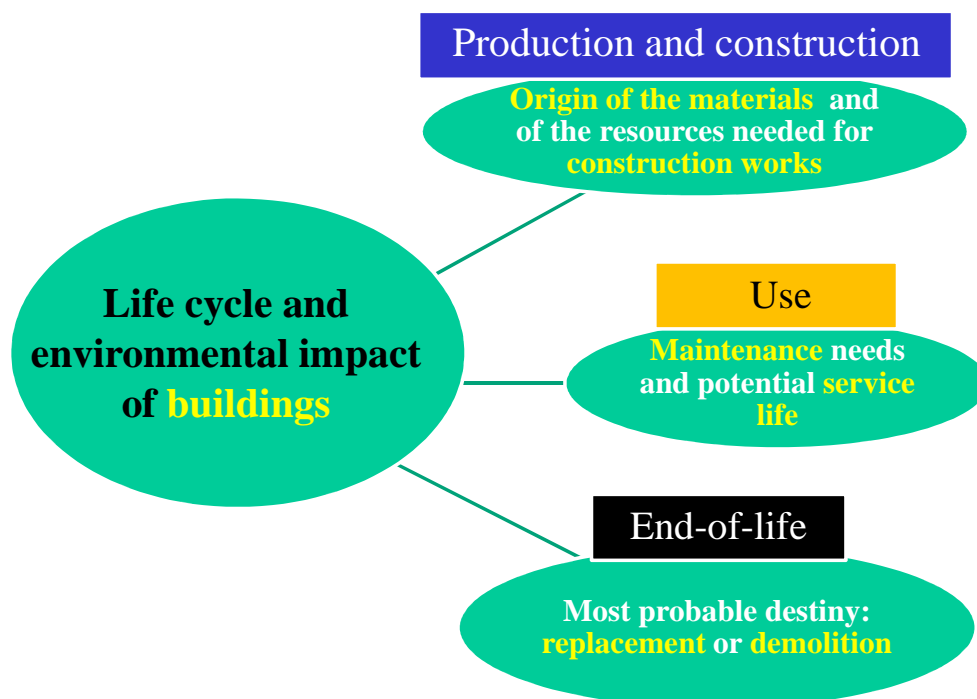 Production and construction
Origin of the materials and
of the resources needed for
construction works
Life cycle and
environmental impact
of buildings
Use
Maintenance needs
and potential service
life
End-of-life
Most probable destiny:
replacement or demolition